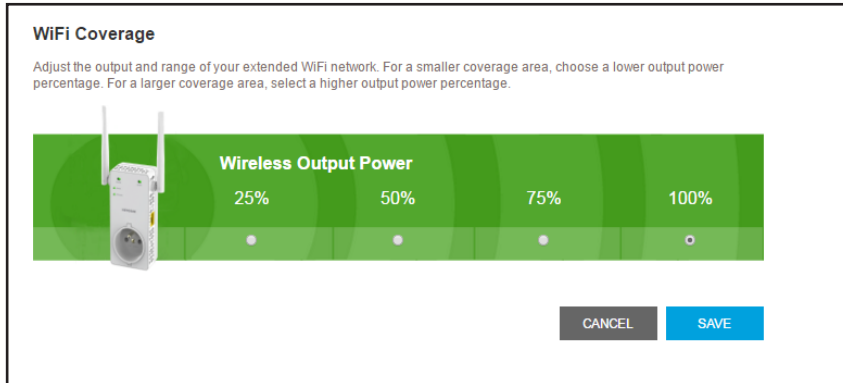 WiFi Coverage
Adjust the output and range of your extended WiFi network. For a smaller coverage area, choose a lower output power
percentage. For a larger coverage area, select a higher output power percentage.
Wireless Output Power
25% 50% 75% 100%
CANCEL SAVE